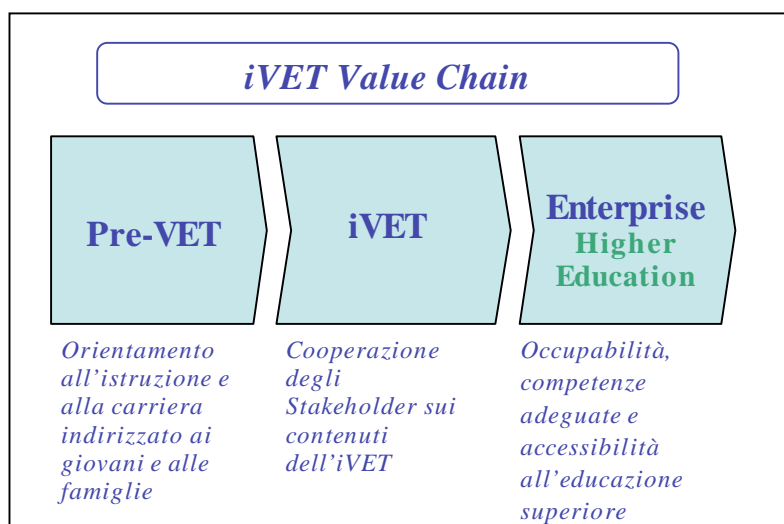 iVET Value Chain
Pre-VET
iVET
Enterprise
Higher
Education
Orientamento
all’istruzione e
alla carriera
indirizzato ai
giovani e alle
famiglie
Cooperazione
degli
Stakeholder sui
contenuti
dell’iVET
Occupabilità,
competenze
adeguate e
accessibilità
all’educazione
superiore